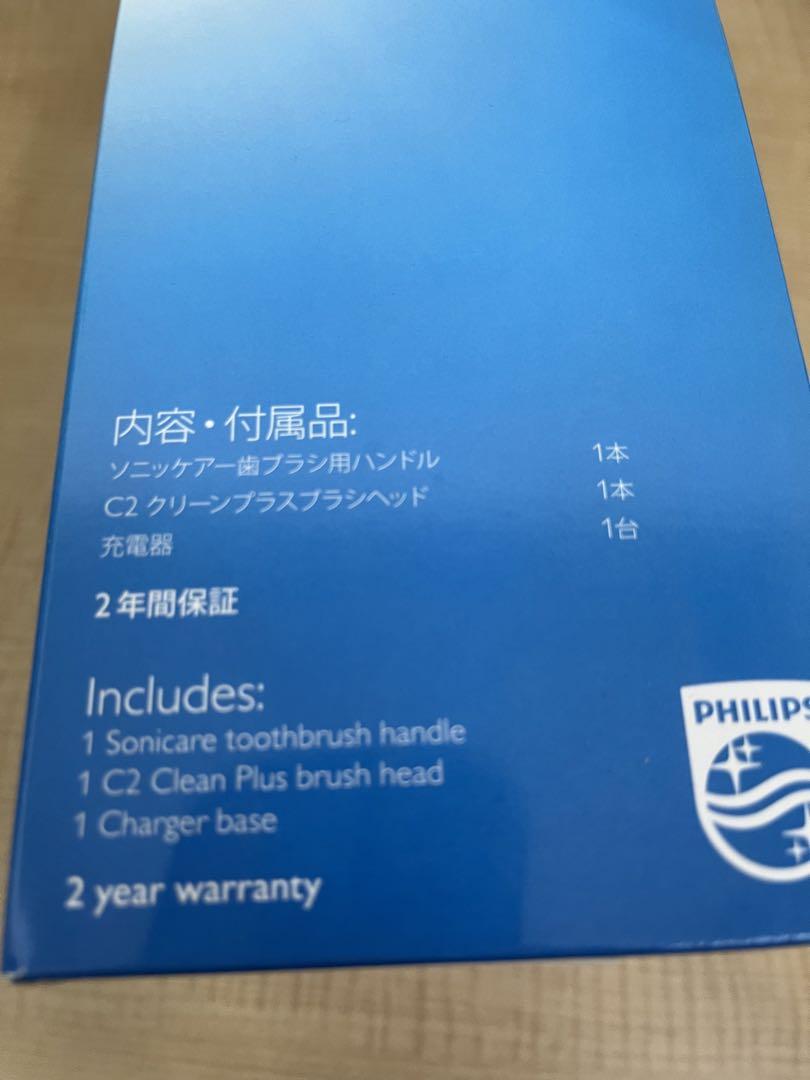 内容・付属品:
ソニッケアー歯ブラシ用ハンドル 1本
C2 クリーンプラスブラシヘッド 1本
充電器 1台
2年間保証
Includes:
1 Sonicare toothbrush handle
1 C2 Clean Plus brush head
1 Charger base
2 year warranty
PHILIPS